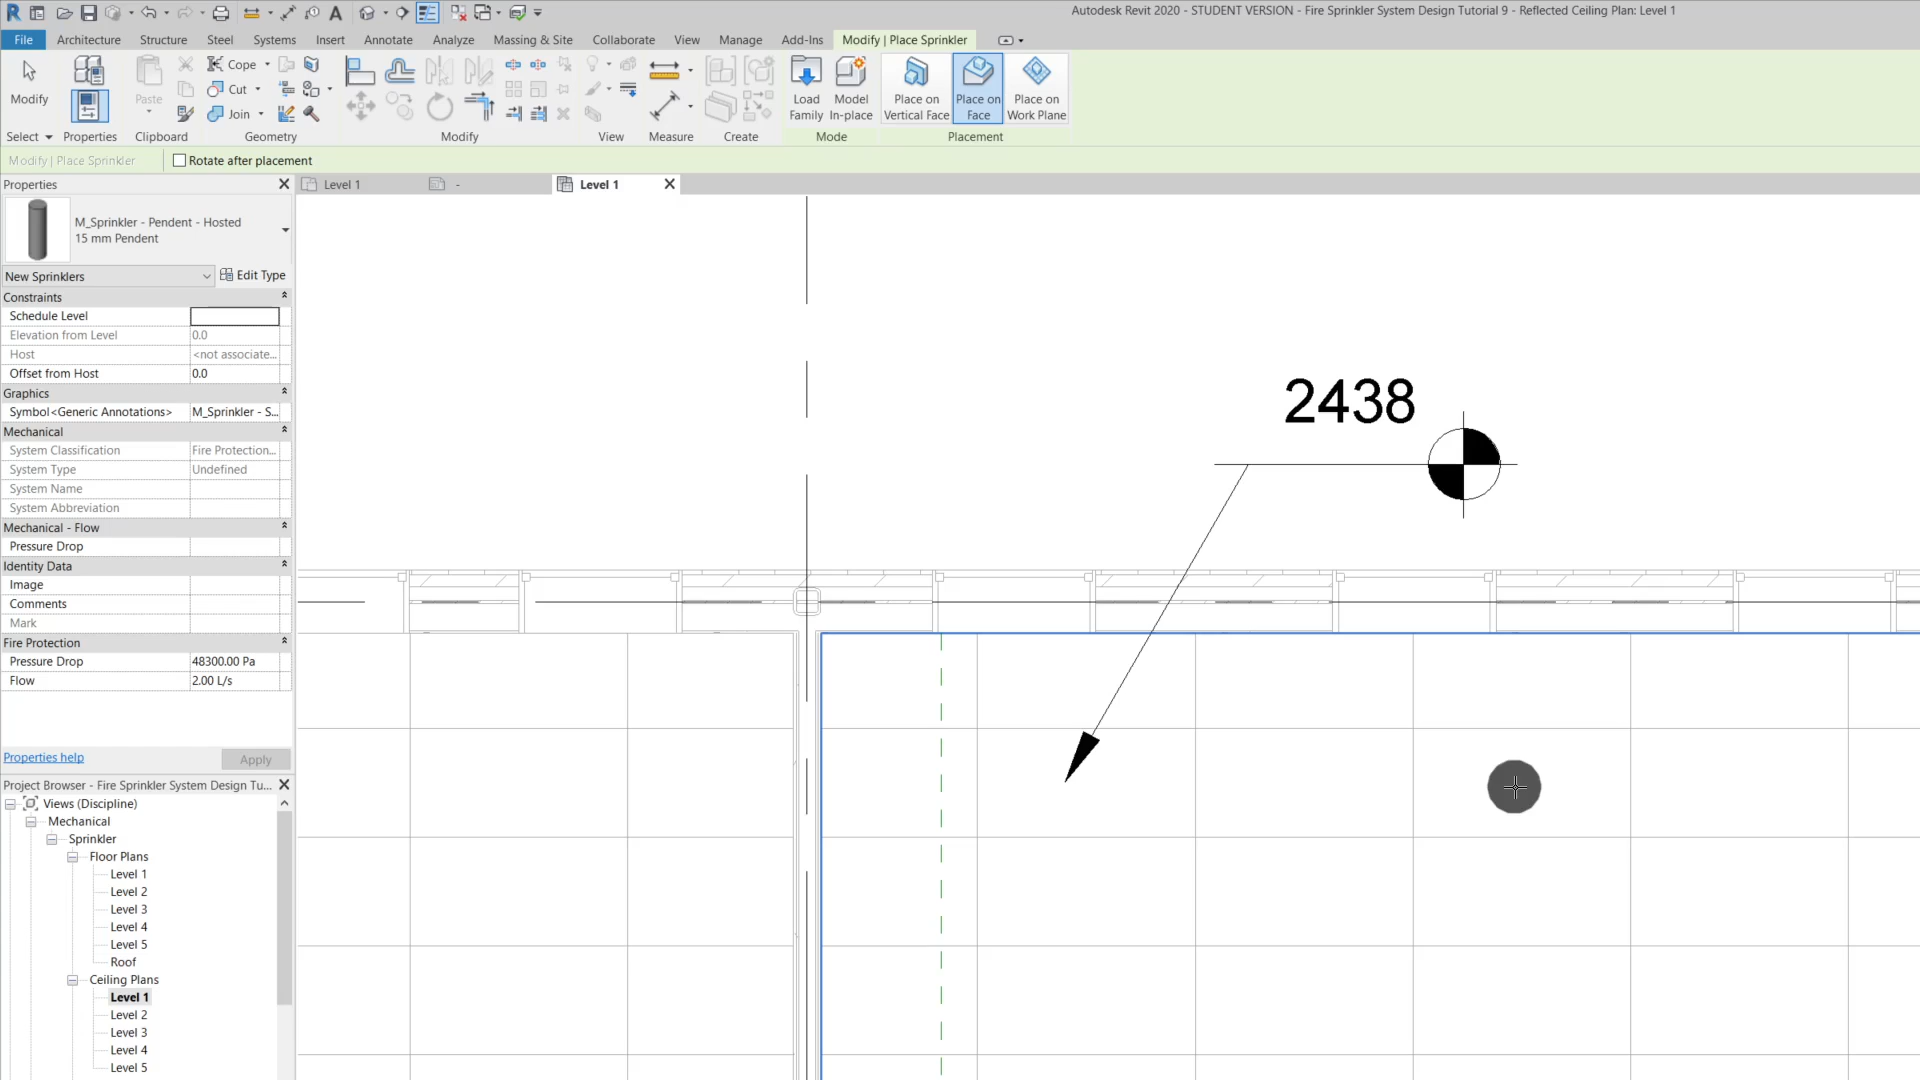 Autodesk Revit 2020 - STUDENT VERSION - Fire Sprinkler System Design Tutorial 9 - Reflected Ceiling Plan: Level 1
File Architecture Structure Steel Systems Insert Annotate Analyze Massing & Site Collaborate View Manage Add-Ins Modify | Place Sprinkler
Modify
Paste
Cope
Cut
Join
Load Family
Model In-place
Place on Vertical Face
Place on Face
Place on Work Plane
Select Properties Clipboard Geometry Modify View Measure Create Mode Placement
Modify | Place Sprinkler Rotate after placement
Properties
Level 1 - Level 1
M_Sprinkler - Pendent - Hosted
15 mm Pendent
New Sprinklers Edit Type
Constraints
Schedule Level
Elevation from Level 0.0
Host <not associate...
Offset from Host 0.0
Graphics
Symbol<Generic Annotations> M_Sprinkler - S...
Mechanical
System Classification Fire Protection...
System Type Undefined
System Name
System Abbreviation
Mechanical - Flow
Pressure Drop
Identity Data
Image
Comments
Mark
Fire Protection
Pressure Drop 48300.00 Pa
Flow 2.00 L/s
Properties help Apply
Project Browser - Fire Sprinkler System Design Tu...
Views (Discipline)
Mechanical
Sprinkler
Floor Plans
Level 1
Level 2
Level 3
Level 4
Level 5
Roof
Ceiling Plans
Level 1
Level 2
Level 3
Level 4
Level 5
2438